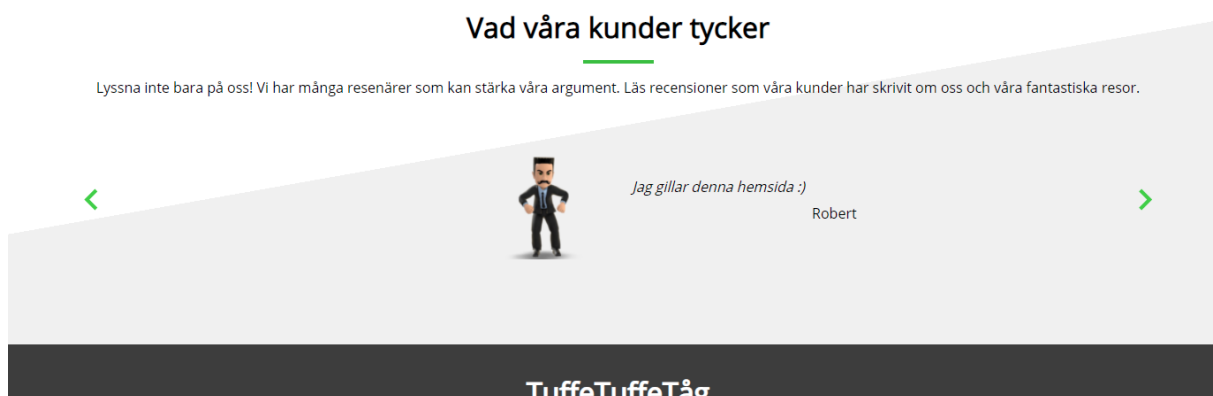 Vad våra kunder tycker
Lyssna inte bara på oss! Vi har många resenärer som kan stärka våra argument. Läs recensioner som våra kunder har skrivit om oss och våra fantastiska resor.
Jag gillar denna hemsida :)
Robert
TuffeTuffeTåg